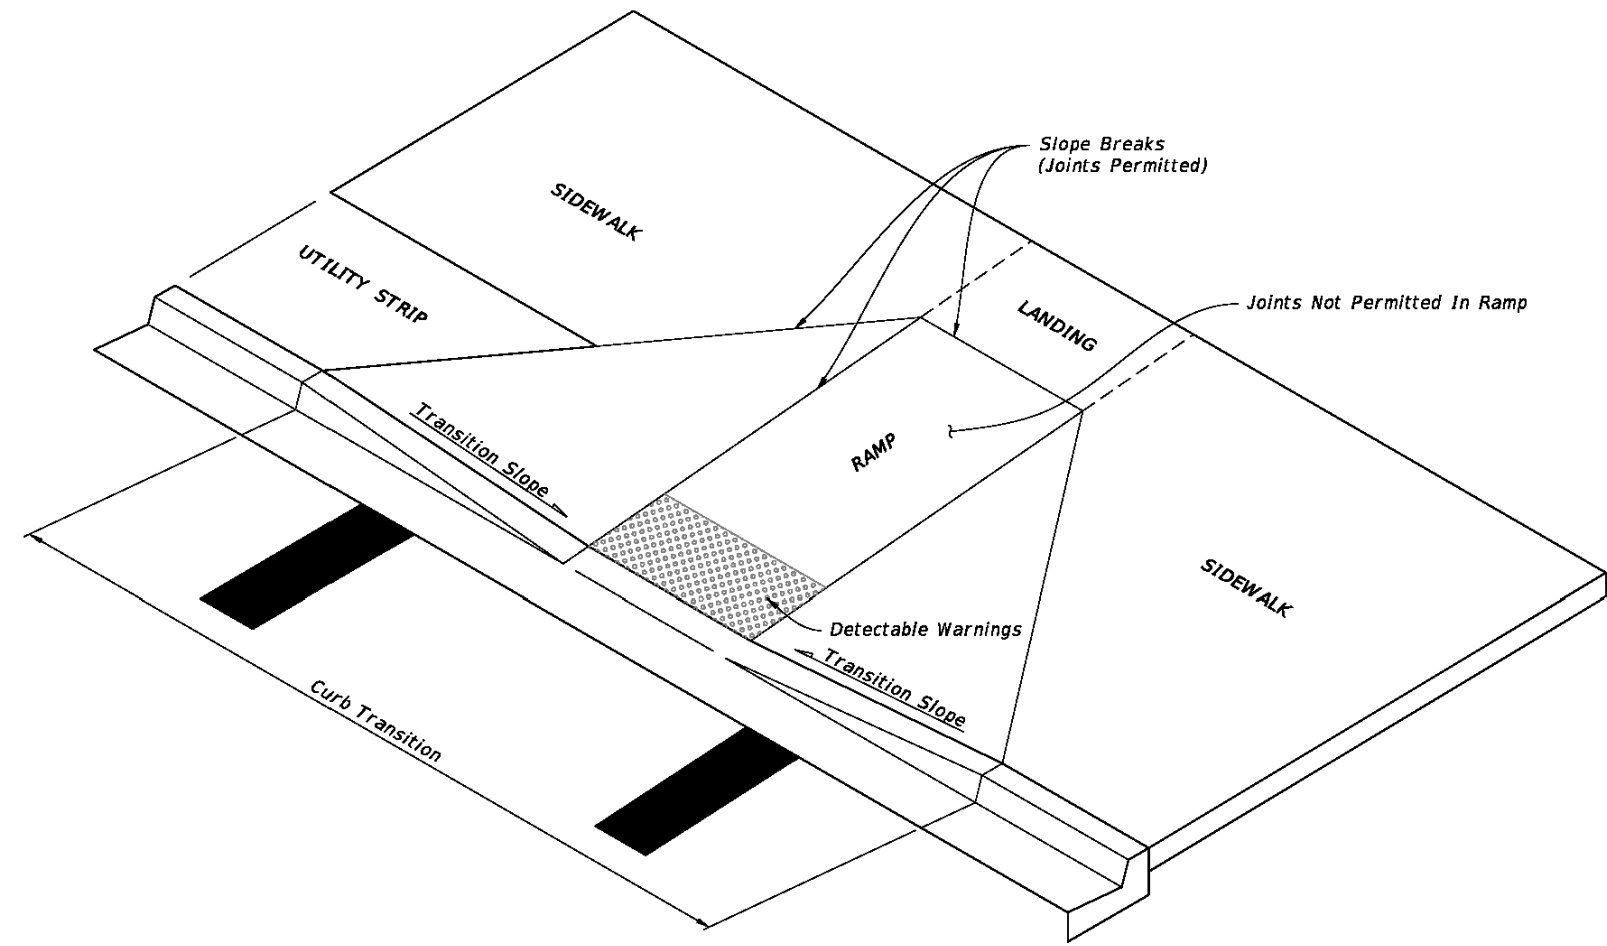 Slope Breaks
(Joints Permitted)
SIDEWALK
UTILITY STRIP
LANDING
Joints Not Permitted In Ramp
Transition Slope
RAMP
SIDEWALK
Detectable Warnings
Transition Slope
Curb Transition